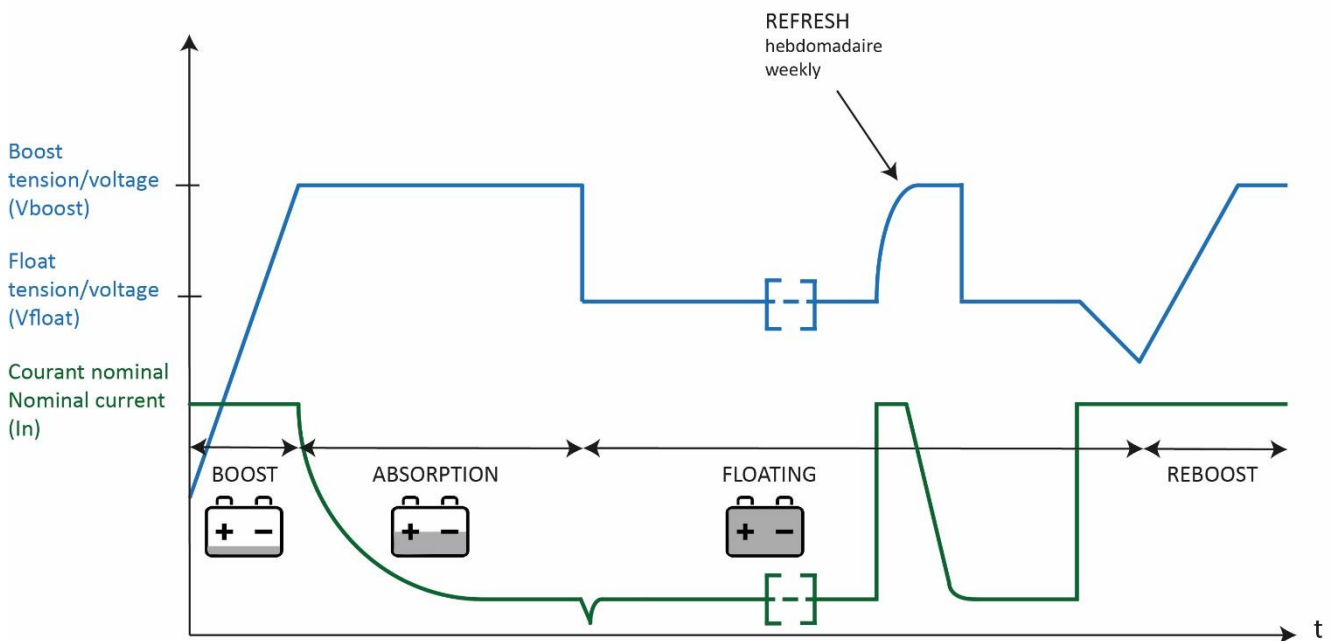 REFRESH
hebdomadaire
weekly
Boost
tension/voltage
(Vboost)
Float
tension/voltage
(Vfloat)
Courant nominal
Nominal current
(In)
BOOST
ABSORPTION
FLOATING
REBOOST
+ −
+ −
+ −
t